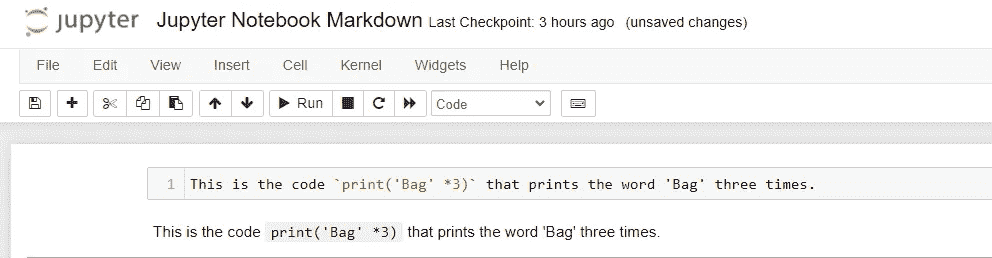 jupyter Jupyter Notebook Markdown Last Checkpoint: 3 hours ago (unsaved changes)
File Edit View Insert Cell Kernel Widgets Help
Run Code
1 This is the code `print('Bag' *3)` that prints the word 'Bag' three times.
This is the code print('Bag' *3) that prints the word 'Bag' three times.